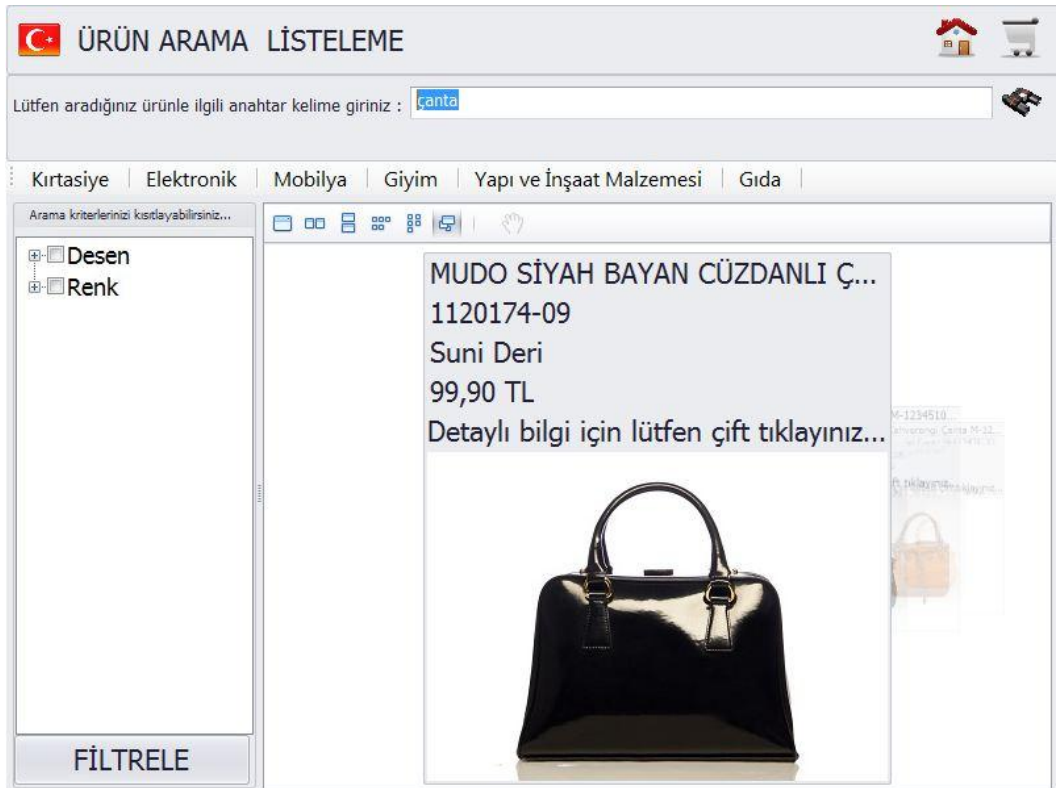 ÜRÜN ARAMA LİSTELEME
Lütfen aradığınız ürünle ilgili anahtar kelime giriniz :
çanta
Kırtasiye
Elektronik
Mobilya
Giyim
Yapı ve İnşaat Malzemesi
Gıda
Arama kriterlerinizi kısıtlayabilirsiniz...
Desen
Renk
FİLTRELE
MUDO SİYAH BAYAN CÜZDANLI Ç...
1120174-09
Suni Deri
99,90 TL
Detaylı bilgi için lütfen çift tıklayınız...
M-1234510...